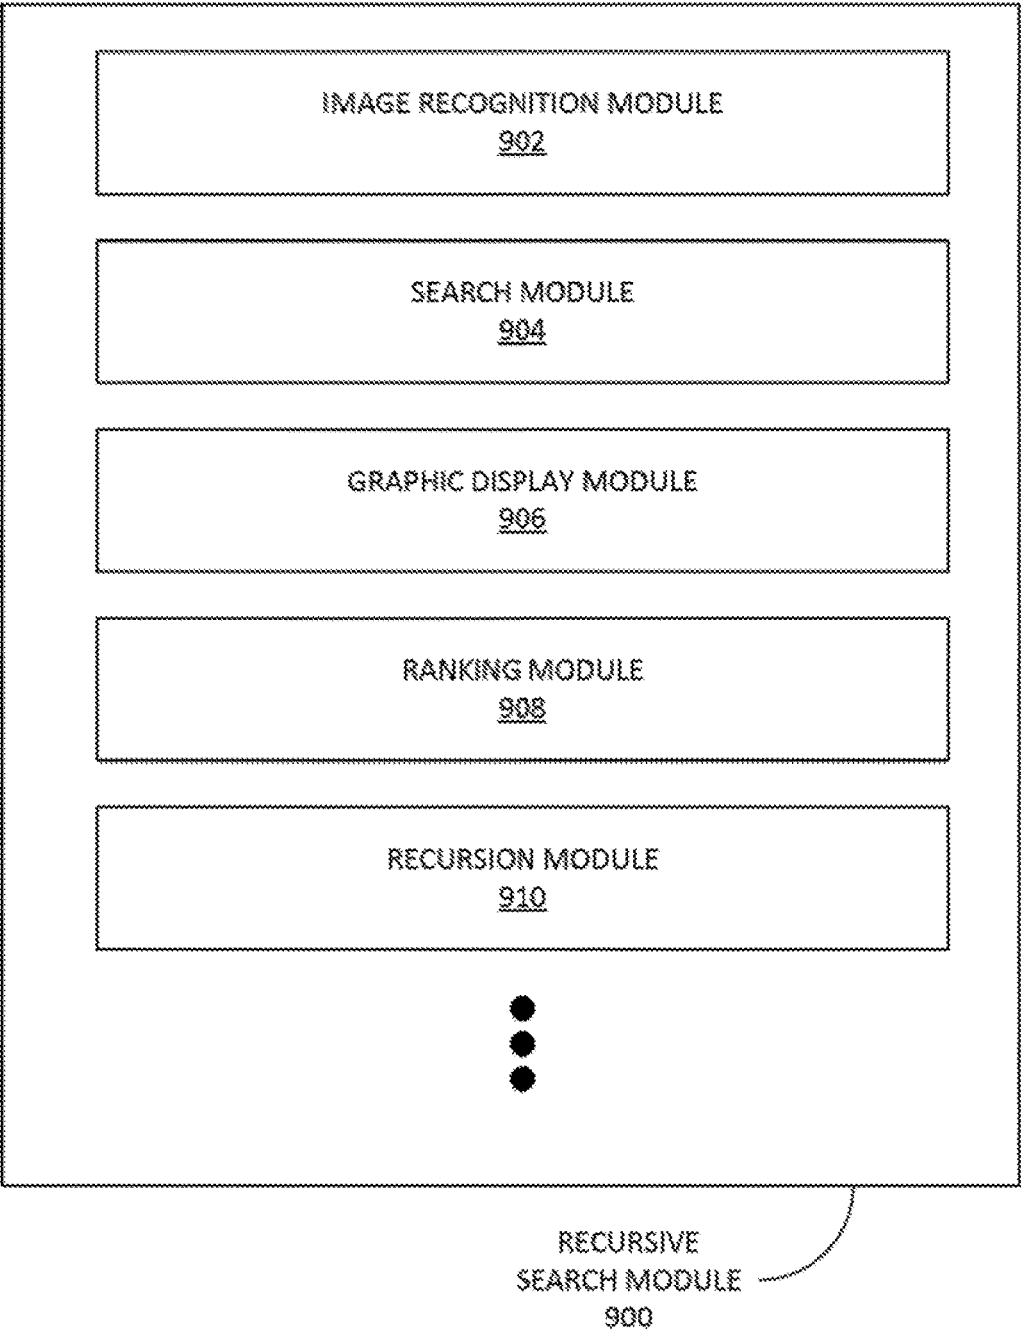 IMAGE RECOGNITION MODULE
902
SEARCH MODULE
904
GRAPHIC DISPLAY MODULE
906
RANKING MODULE
908
RECURSION MODULE
910
RECURSIVE
SEARCH MODULE
900